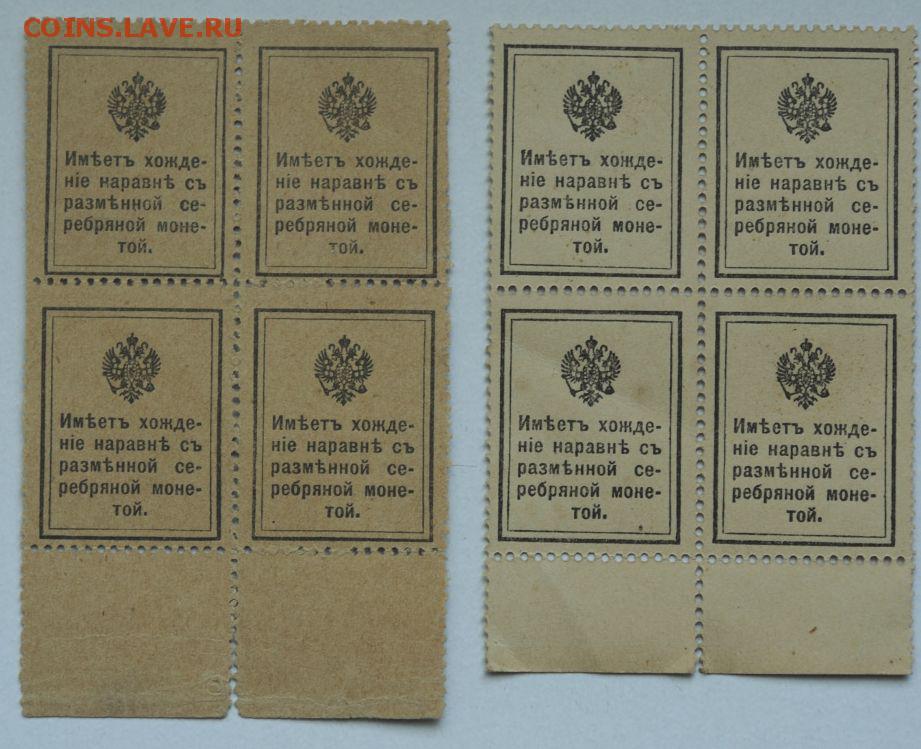 COINS.LAVE.RU
Имѣетъ хожде-
ніе наравнѣ съ
размѣнной се-
ребряной моне-
той.
Имѣетъ хожде-
ніе наравнѣ съ
размѣнной се-
ребряной моне-
той.
Имѣетъ хожде-
ніе наравнѣ съ
размѣнной се-
ребряной моне-
той.
Имѣетъ хожде-
ніе наравнѣ съ
размѣнной се-
ребряной моне-
той.
Имѣетъ хожде-
ніе наравнѣ съ
размѣнной се-
ребряной моне-
той.
Имѣетъ хожде-
ніе наравнѣ съ
размѣнной се-
ребряной моне-
той.
Имѣетъ хожде-
ніе наравнѣ съ
размѣнной се-
ребряной моне-
той.
Имѣетъ хожде-
ніе наравнѣ съ
размѣнной се-
ребряной моне-
той.